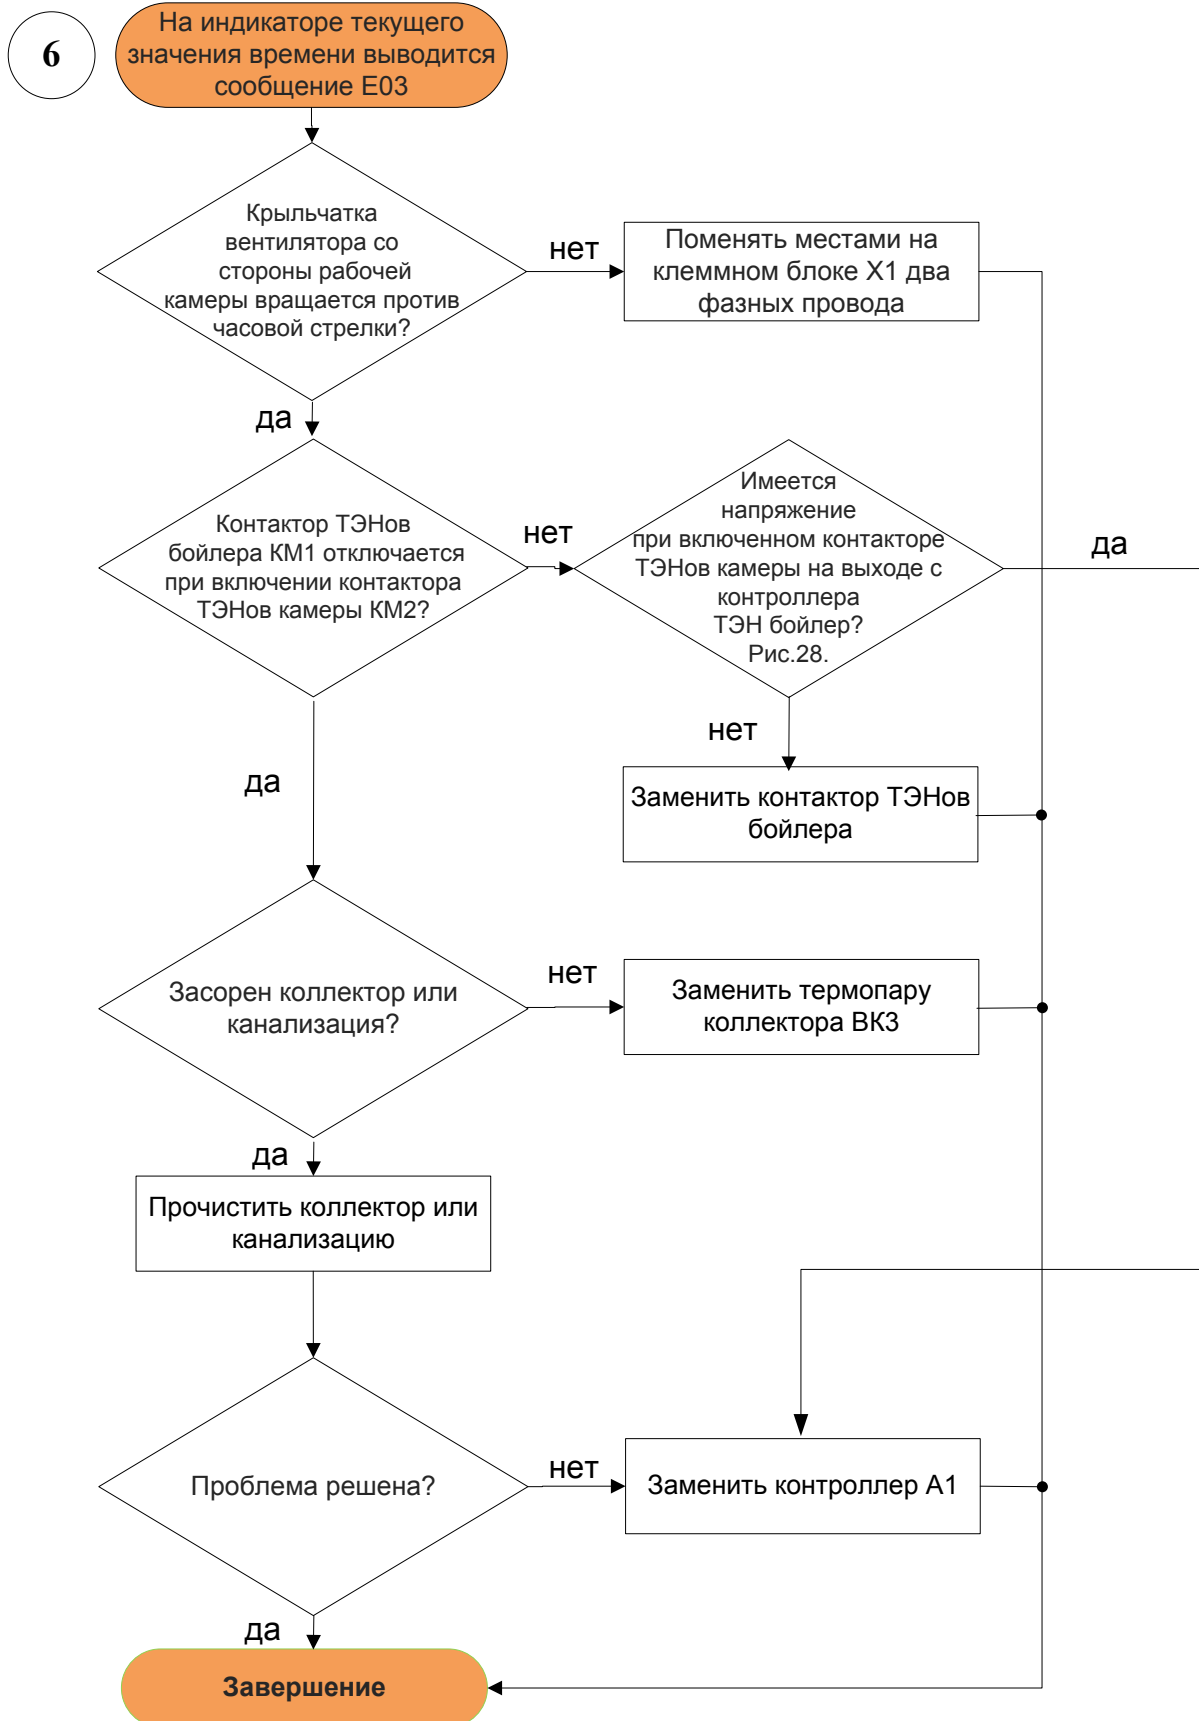 6
На индикаторе текущего
значения времени выводится
сообщение Е03
Крыльчатка
вентилятора со
стороны рабочей
камеры вращается против
часовой стрелки?
нет
Поменять местами на
клеммном блоке Х1 два
фазных провода
да
Контактор ТЭНов
бойлера КМ1 отключается
при включении контактора
ТЭНов камеры КМ2?
нет
Имеется
напряжение
при включенном контакторе
ТЭНов камеры на выходе с
контроллера
ТЭН бойлер?
Рис.28.
да
нет
Заменить контактор ТЭНов
бойлера
да
Засорен коллектор или
канализация?
нет
Заменить термопару
коллектора ВК3
да
Прочистить коллектор или
канализацию
Проблема решена?
нет
Заменить контроллер А1
да
Завершение